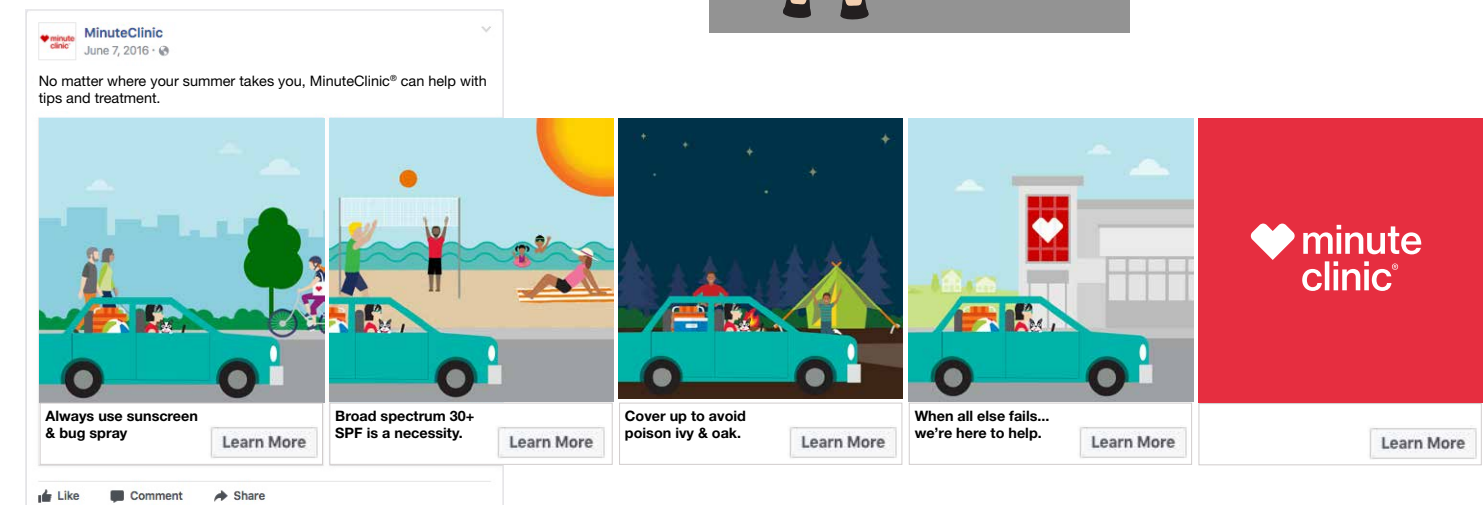 minute
clinic
MinuteClinic
June 7, 2016 ·
No matter where your summer takes you, MinuteClinic® can help with
tips and treatment.
minute
clinic®
Always use sunscreen
& bug spray
Learn More
Broad spectrum 30+
SPF is a necessity.
Learn More
Cover up to avoid
poison ivy & oak.
Learn More
When all else fails...
we're here to help.
Learn More
Learn More
Like Comment Share